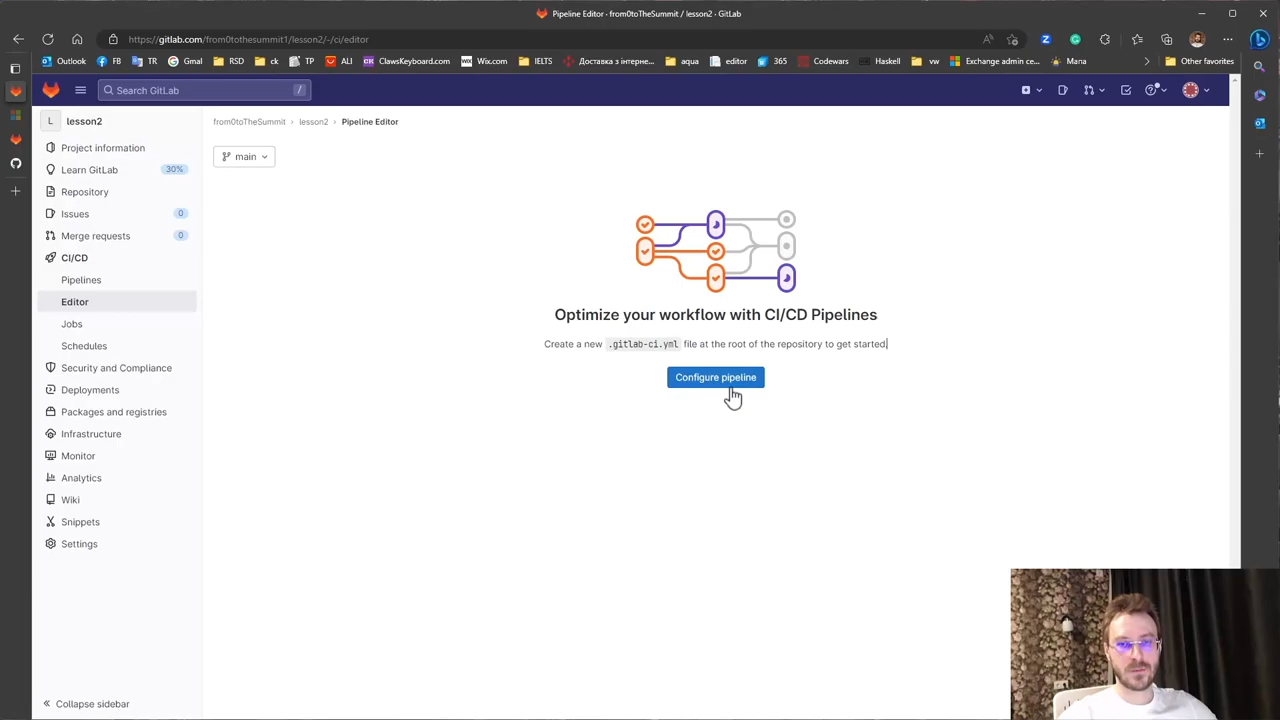 Pipeline Editor · from0toTheSummit / lesson2 · GitLab
https://gitlab.com/from0tothesummit1/lesson2/-/ci/editor
Outlook FB TR Gmal RSD ck TP ALI ClawsKeyboard.com Wix.com IELTS Доставка з інтерне... aqua editor 365 Codewars Haskell vw Exchange admin ce... Mana Other favorites
Search GitLab /
L lesson2
from0toTheSummit › lesson2 › Pipeline Editor
Project information
main
Learn GitLab 30%
Repository
Issues 0
Merge requests 0
CI/CD
Pipelines
Editor
Jobs
Schedules
Security and Compliance
Deployments
Packages and registries
Infrastructure
Monitor
Analytics
Wiki
Snippets
Settings
Optimize your workflow with CI/CD Pipelines
Create a new .gitlab-ci.yml file at the root of the repository to get started
Configure pipeline
Collapse sidebar